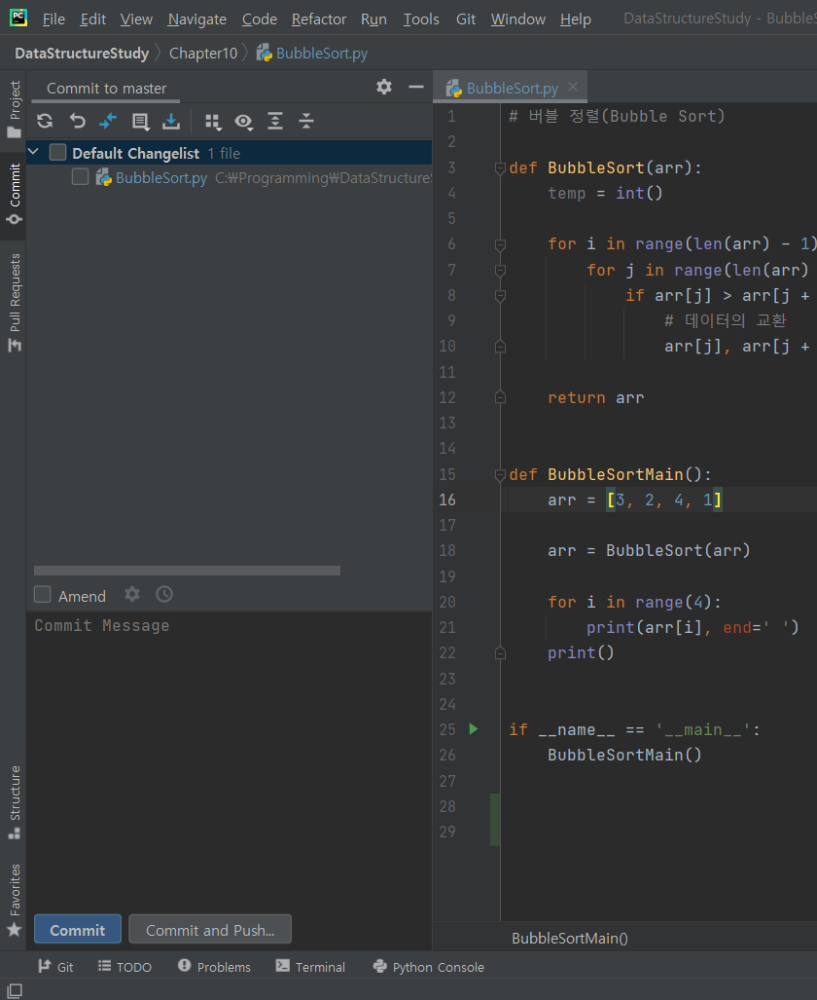 PC File Edit View Navigate Code Refactor Run Tools Git Window Help DataStructureStudy - BubbleS
DataStructureStudy Chapter10 BubbleSort.py
Project
Commit
Pull Requests
Structure
Favorites
Commit to master
Default Changelist 1 file
BubbleSort.py C:₩Programming₩DataStructureS
Amend
Commit Message
Commit Commit and Push...
BubbleSort.py
1 # 버블 정렬(Bubble Sort)
2
3 def BubbleSort(arr):
4 temp = int()
5
6 for i in range(len(arr) - 1)
7 for j in range(len(arr)
8 if arr[j] > arr[j +
9 # 데이터의 교환
10 arr[j], arr[j +
11
12 return arr
13
14
15 def BubbleSortMain():
16 arr = [3, 2, 4, 1]
17
18 arr = BubbleSort(arr)
19
20 for i in range(4):
21 print(arr[i], end=' ')
22 print()
23
24
25 if __name__ == '__main__':
26 BubbleSortMain()
27
28
29
BubbleSortMain()
Git TODO Problems Terminal Python Console